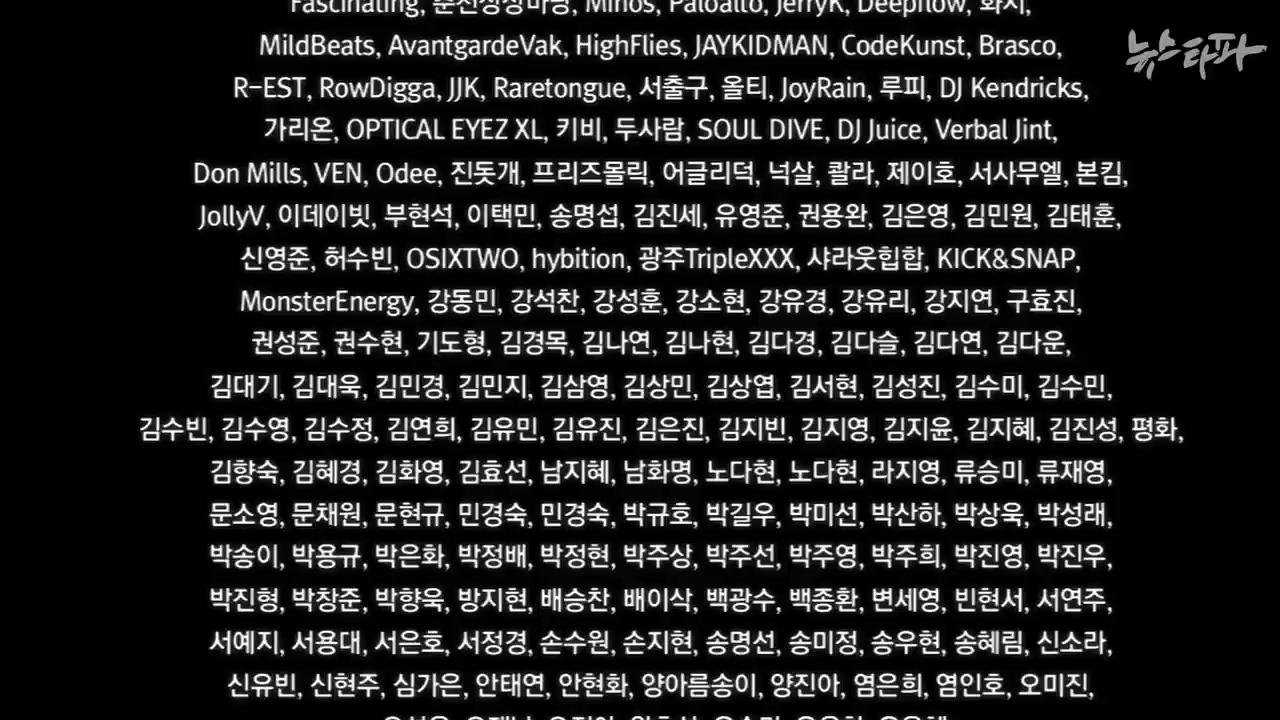 뉴스타파
Fascinating, Minos, Paloalto, JerryK, Deepflow, 화지,
MildBeats, AvantgardeVak, HighFlies, JAYKIDMAN, CodeKunst, Brasco,
R-EST, RowDigga, JJK, Raretongue, 서출구, 올티, JoyRain, 루피, DJ Kendricks,
가리온, OPTICAL EYEZ XL, 키비, 두사람, SOUL DIVE, DJ Juice, Verbal Jint,
Don Mills, VEN, Odee, 진돗개, 프리즈몰릭, 어글리덕, 넉살, 콸라, 제이호, 서사무엘, 본킴,
JollyV, 이데이빗, 부현석, 이택민, 송명섭, 김진세, 유영준, 권용완, 김은영, 김민원, 김태훈,
신영준, 허수빈, OSIXTWO, hybition, 광주TripleXXX, 샤라웃힙합, KICK&SNAP,
MonsterEnergy, 강동민, 강석찬, 강성훈, 강소현, 강유경, 강유리, 강지연, 구효진,
권성준, 권수현, 기도형, 김경목, 김나연, 김나현, 김다경, 김다슬, 김다연, 김다운,
김대기, 김대욱, 김민경, 김민지, 김삼영, 김상민, 김상엽, 김서현, 김성진, 김수미, 김수민,
김수빈, 김수영, 김수정, 김연희, 김유민, 김유진, 김은진, 김지빈, 김지영, 김지윤, 김지혜, 김진성, 평화,
김향숙, 김혜경, 김화영, 김효선, 남지혜, 남화명, 노다현, 노다현, 라지영, 류승미, 류재영,
문소영, 문채원, 문현규, 민경숙, 민경숙, 박규호, 박길우, 박미선, 박산하, 박상욱, 박성래,
박송이, 박용규, 박은화, 박정배, 박정현, 박주상, 박주선, 박주영, 박주희, 박진영, 박진우,
박진형, 박창준, 박향욱, 방지현, 배승찬, 배이삭, 백광수, 백종환, 변세영, 빈현서, 서연주,
서예지, 서용대, 서은호, 서정경, 손수원, 손지현, 송명선, 송미정, 송우현, 송혜림, 신소라,
신유빈, 신현주, 심가은, 안태연, 안현화, 양아름송이, 양진아, 염은희, 염인호, 오미진,